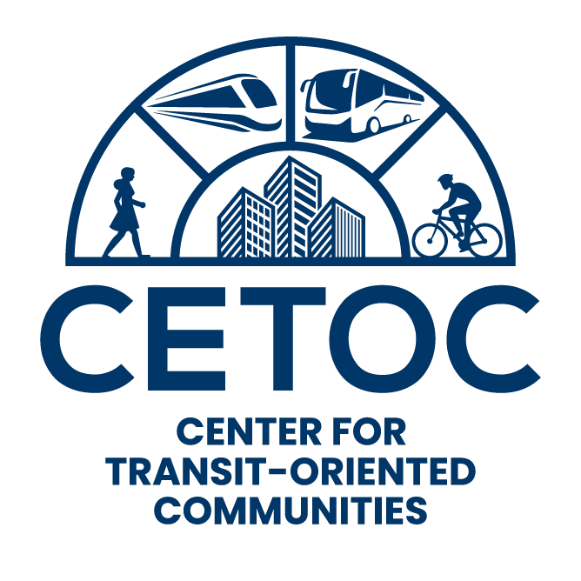 CETOC
CENTER FOR
TRANSIT-ORIENTED
COMMUNITIES